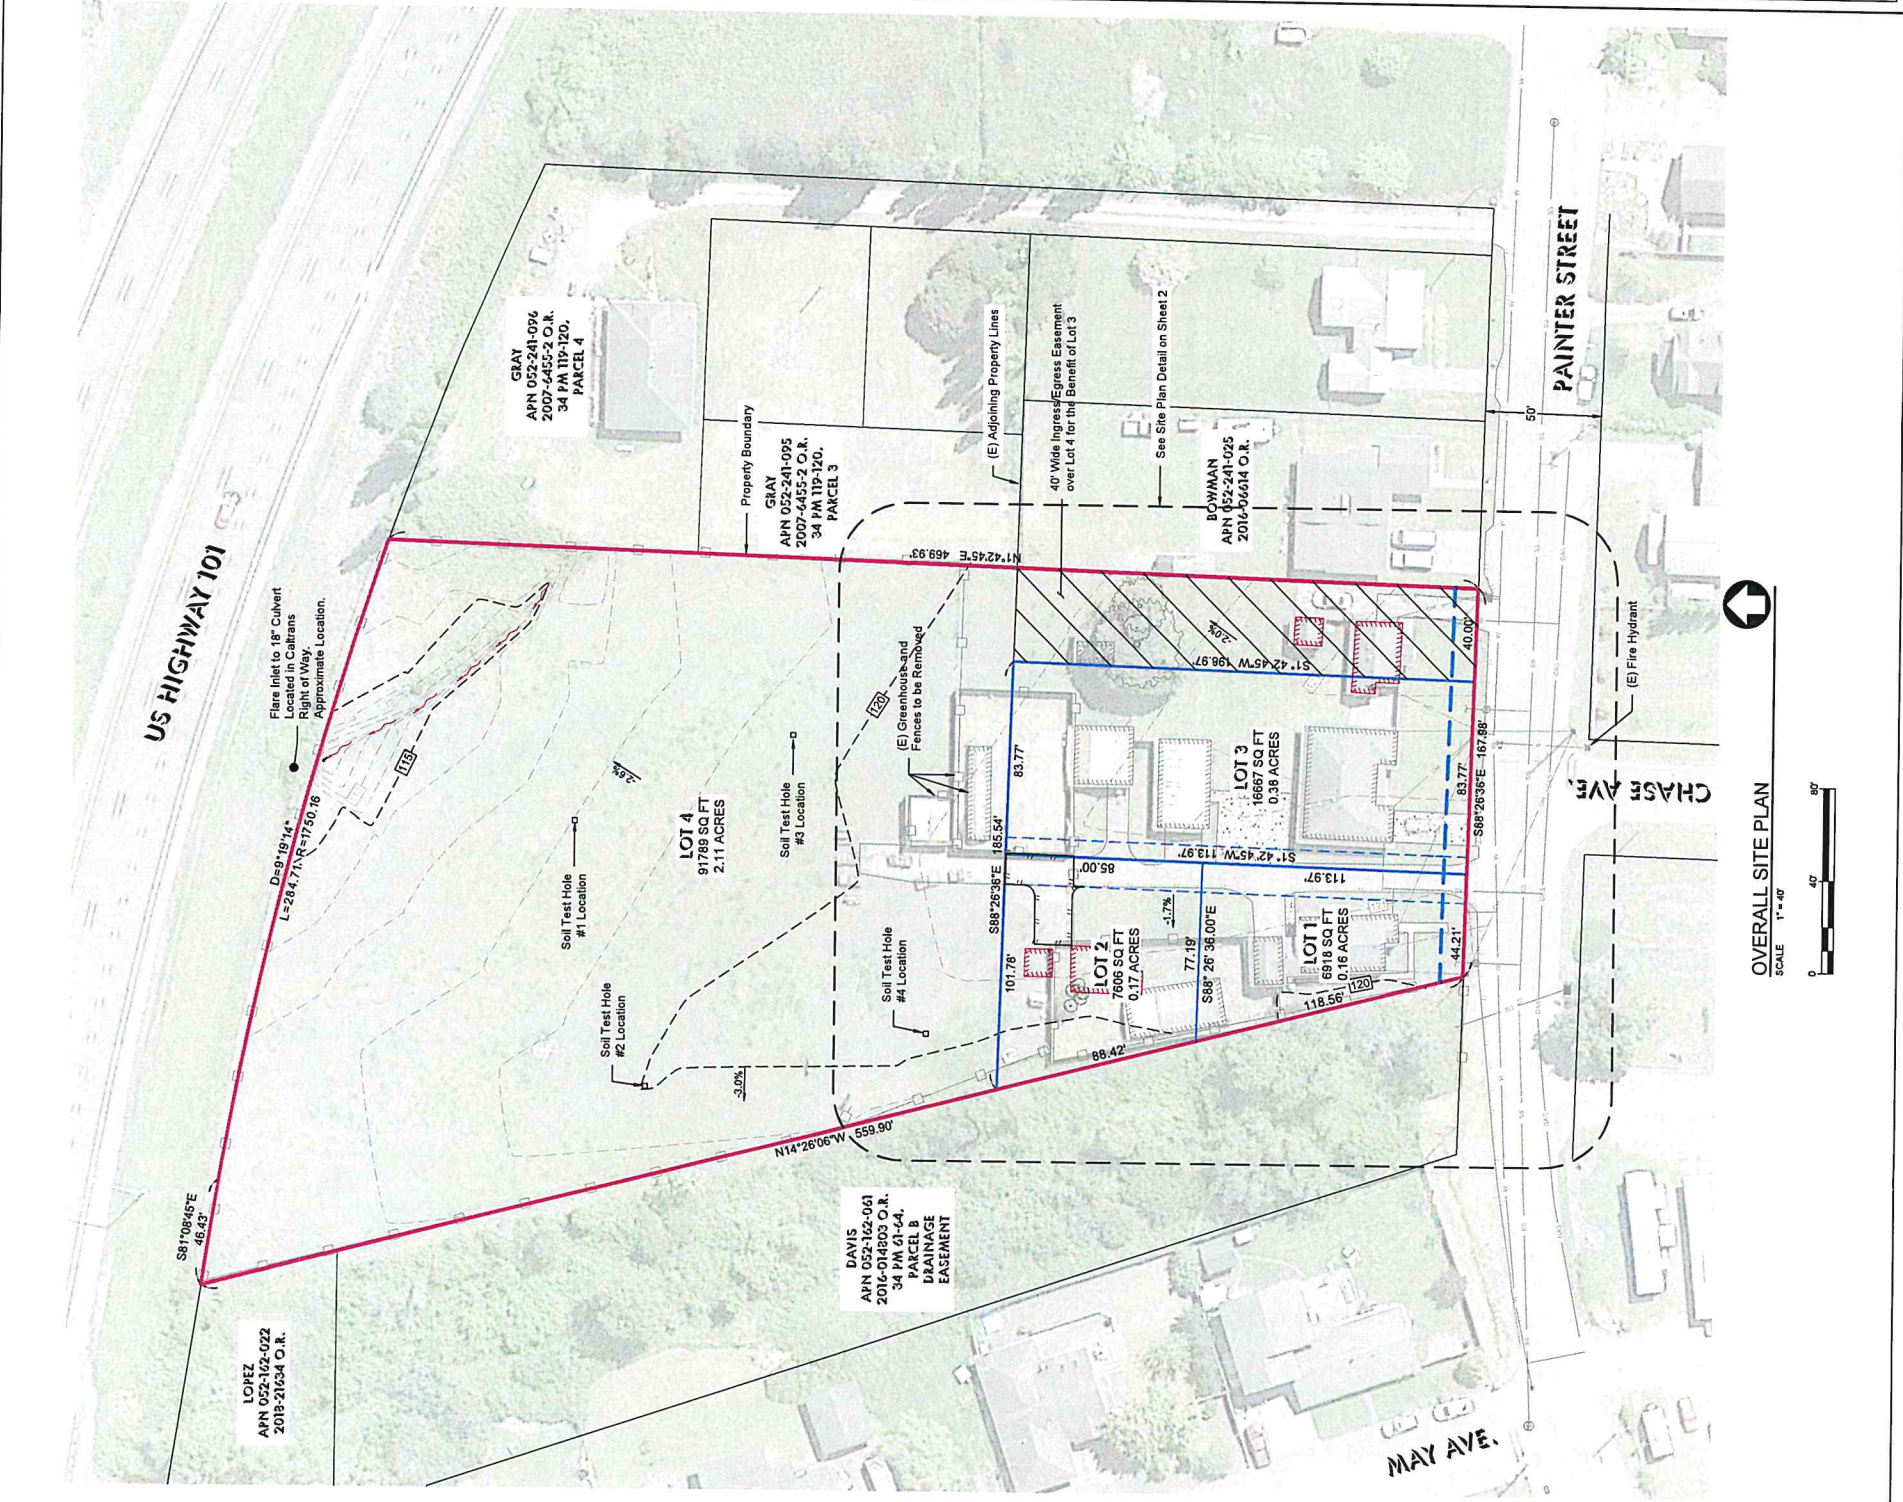 US HIGHWAY 101
Flare Inlet to 18" Culvert
Located in Caltrans
Right of Way.
Approximate Location.
D=9°19'14"
L=284.71'\R=1750.16
S81°08'45"E
46.43'
LOPEZ
APN 052-162-022
2018-21634 O.R.
GRAY
APN 052-241-096
2007-6455-2 O.R.
34 PM 119-120,
PARCEL 4
Property Boundary
GRAY
APN 052-241-095
2007-6455-2 O.R.
34 PM 119-120,
PARCEL 3
(E) Adjoining Property Lines
40' Wide Ingress/Egress Easement
over Lot 4 for the Benefit of Lot 3
See Site Plan Detail on Sheet 2
BOWMAN
APN 052-241-025
2016-06614 O.R.
N1°42'45"E 469.93'
115
-2.6%
LOT 4
91789 SQ FT
2.11 ACRES
Soil Test Hole
#1 Location
Soil Test Hole
#2 Location
Soil Test Hole
#3 Location
Soil Test Hole
#4 Location
-3.0%
120
(E) Greenhouse and
Fences to be Removed
N14°26'06"W 559.90'
DAVIS
APN 052-162-061
2016-014803 O.R.
34 PM 61-64,
PARCEL B
DRAINAGE
EASEMENT
S88°26'36"E 185.54'
101.78'
83.77'
-2.0%
S1°42'45"W 198.97'
LOT 3
16667 SQ FT
0.38 ACRES
S1°42'45"W 113.97'
85.00'
113.97'
-1.7%
LOT 2
7606 SQ FT
0.17 ACRES
77.19'
S88° 26' 36.00"E
LOT 1
6918 SQ FT
0.16 ACRES
88.42'
118.56'
120
44.21'
83.77'
40.00'
S88°26'36"E 167.98'
50'
PAINTER STREET
(E) Fire Hydrant
CHASE AVE.
MAY AVE.
OVERALL SITE PLAN
SCALE 1" = 40'
0 40' 80'